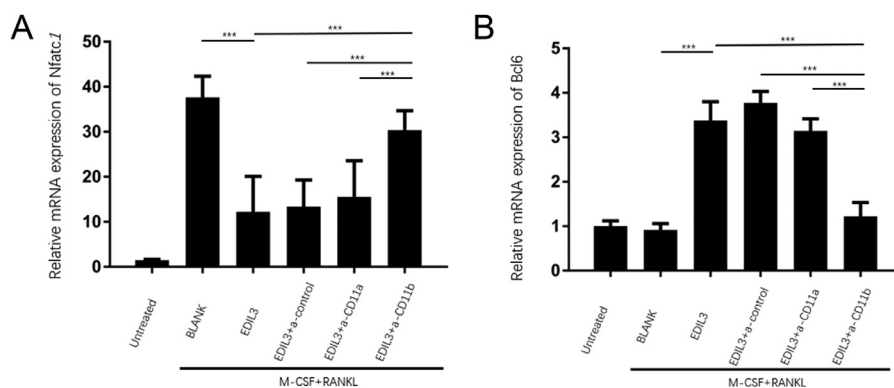 A
Relative mRNA expression of Nfatc1
50
40
30
20
10
0
***
***
***
***
Untreated
BLANK
EDIL3
EDIL3+a-control
EDIL3+a-CD11a
EDIL3+a-CD11b
M-CSF+RANKL
B
Relative mRNA expression of Bcl6
5
4
3
2
1
0
***
***
***
***
Untreated
BLANK
EDIL3
EDIL3+a-control
EDIL3+a-CD11a
EDIL3+a-CD11b
M-CSF+RANKL